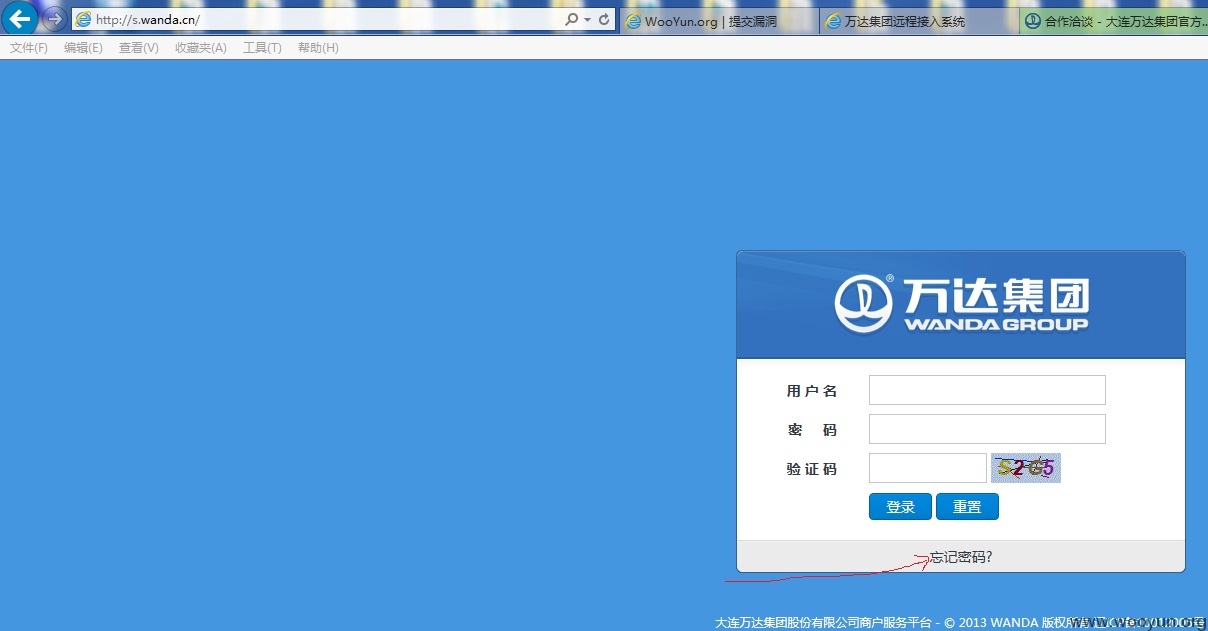 http://s.wanda.cn/
WooYun.org | 提交漏洞
万达集团远程接入系统
合作洽谈 - 大连万达集团官方...
文件(F) 编辑(E) 查看(V) 收藏夹(A) 工具(T) 帮助(H)
®
万达集团
WANDA GROUP
用户名
密 码
验证码
S2G5
登录 重置
忘记密码?
大连万达集团股份有限公司商户服务平台 - © 2013 WANDA 版权所有
www.wooyun.org